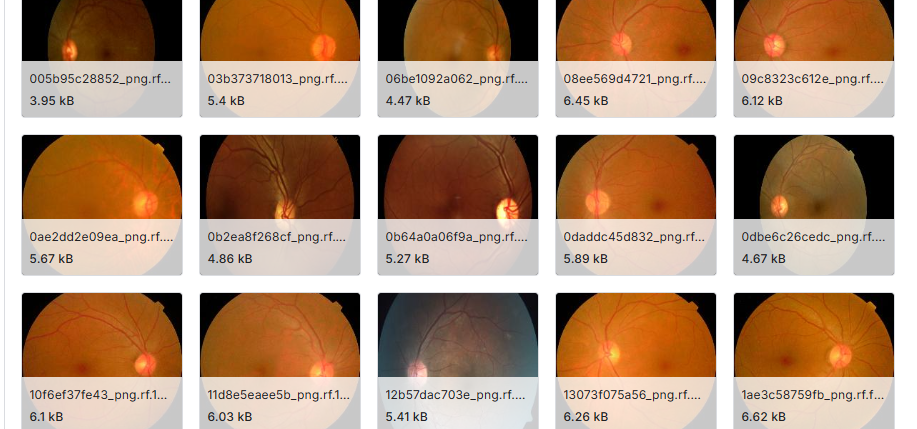 005b95c28852_png.rf...
3.95 kB
03b373718013_png.rf....
5.4 kB
06be1092a062_png.rf....
4.47 kB
08ee569d4721_png.rf....
6.45 kB
09c8323c612e_png.rf....
6.12 kB
0ae2dd2e09ea_png.rf....
5.67 kB
0b2ea8f268cf_png.rf....
4.86 kB
0b64a0a06f9a_png.rf....
5.27 kB
0daddc45d832_png.rf...
5.89 kB
0dbe6c26cedc_png.rf...
4.67 kB
10f6ef37fe43_png.rf.1...
6.1 kB
11d8e5eaee5b_png.rf.1...
6.03 kB
12b57dac703e_png.rf....
5.41 kB
13073f075a56_png.rf....
6.26 kB
1ae3c58759fb_png.rf.f...
6.62 kB